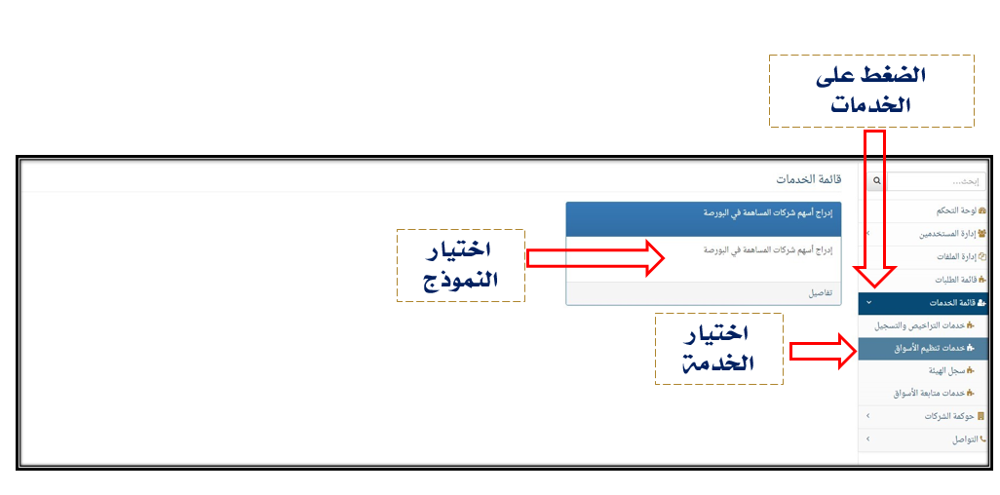 الضغط على
الخدمات
إبحث...
لوحة التحكم
إدارة المستخدمين
إدارة الملفات
قائمة الطلبات
قائمة الخدمات
خدمات التراخيص والتسجيل
خدمات تنظيم الأسواق
سجل الهيئة
خدمات متابعة الأسواق
حوكمة الشركات
التواصل
قائمة الخدمات
إدراج أسهم شركات المساهمة في البورصة
إدراج أسهم شركات المساهمة في البورصة
تفاصيل
اختيار
النموذج
اختيار
الخدمة